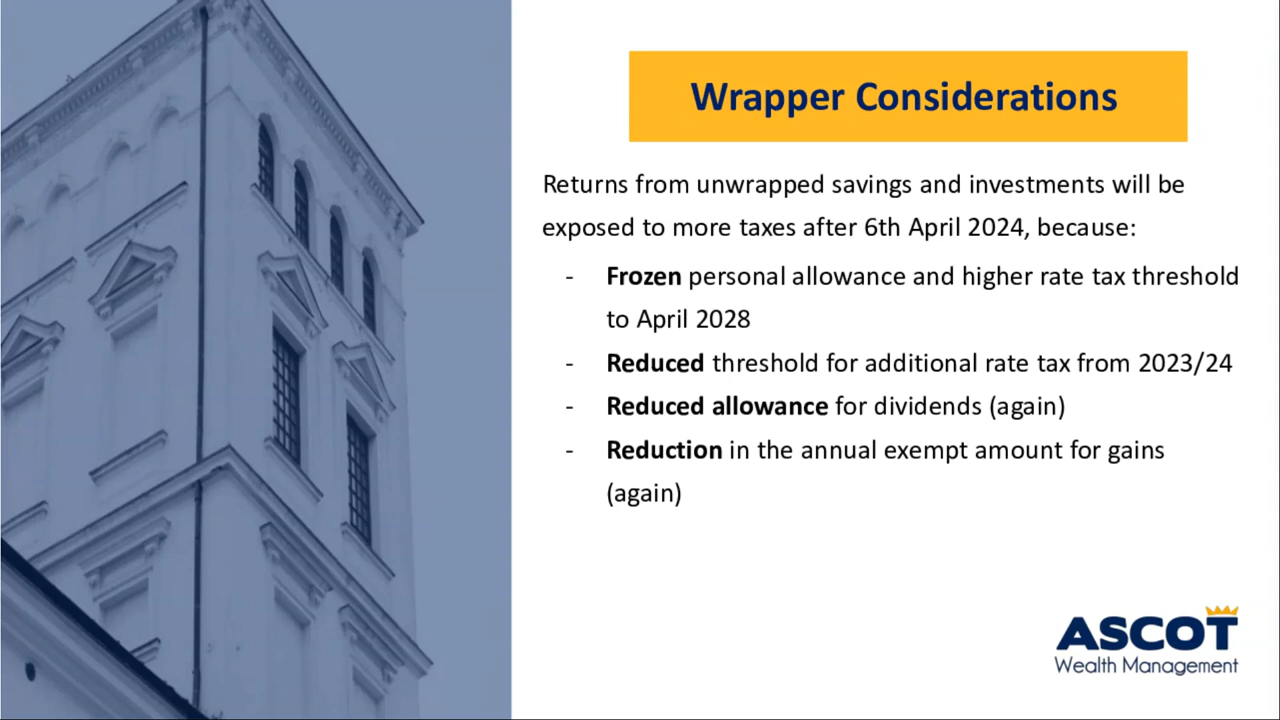 Wrapper Considerations
Returns from unwrapped savings and investments will be
exposed to more taxes after 6th April 2024, because:
- Frozen personal allowance and higher rate tax threshold
to April 2028
- Reduced threshold for additional rate tax from 2023/24
- Reduced allowance for dividends (again)
- Reduction in the annual exempt amount for gains
(again)
ASCOT
Wealth Management